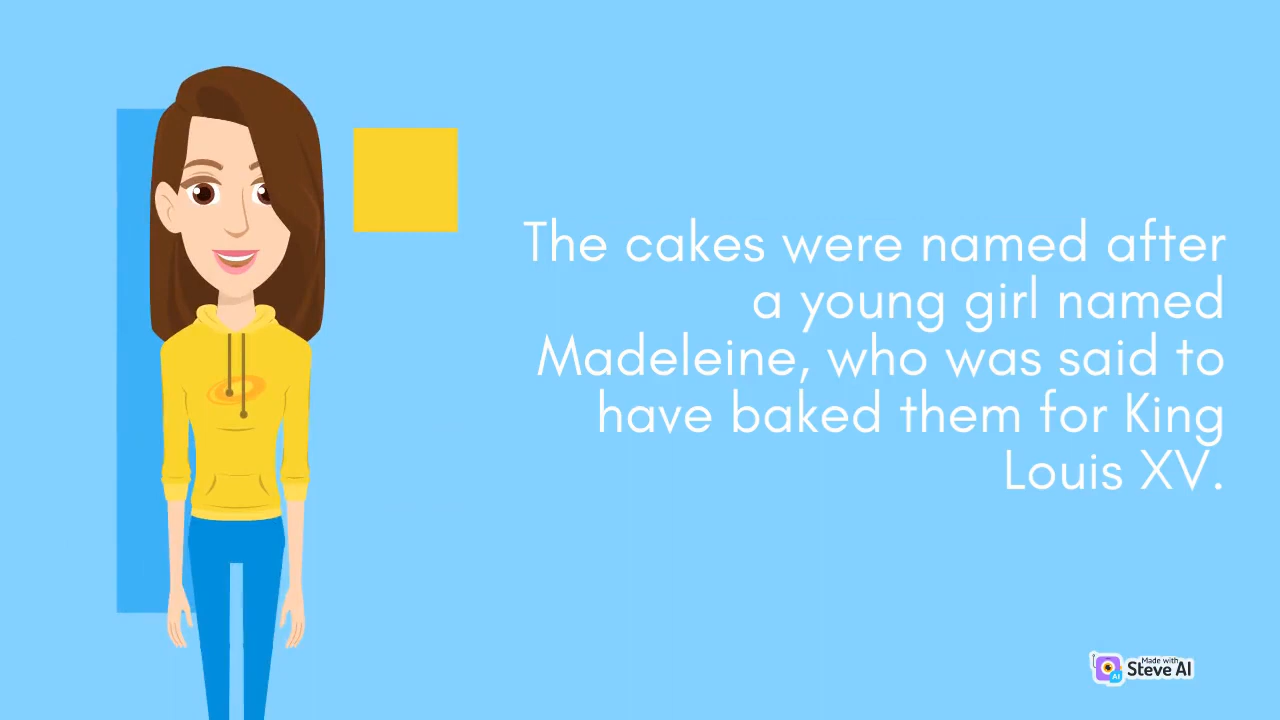 The cakes were named after
a young girl named
Madeleine, who was said to
have baked them for King
Louis XV.
Made with
Steve AI
AI